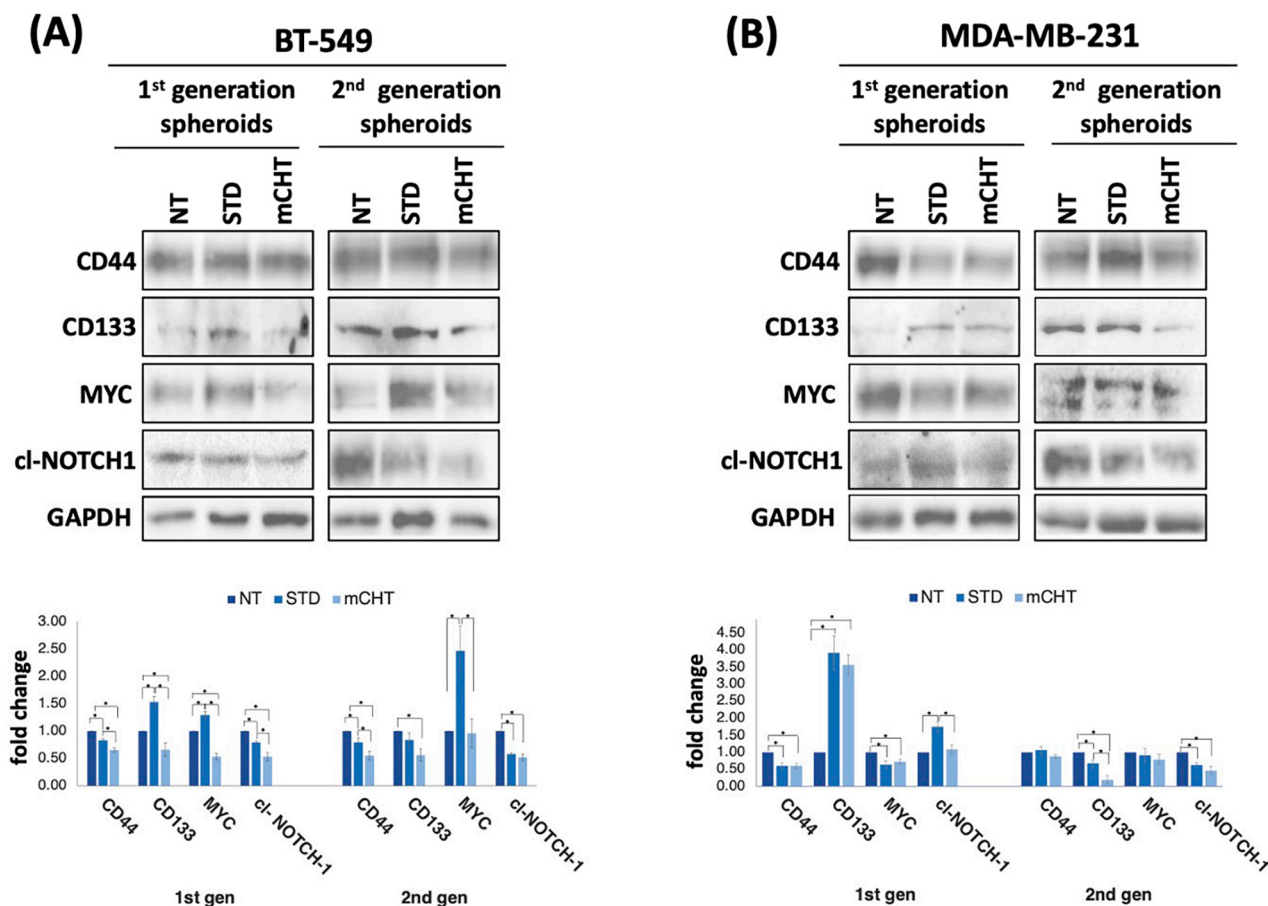 (A)
BT-549
1st generation spheroids
2nd generation spheroids
NT
STD
mCHT
NT
STD
mCHT
CD44
CD133
MYC
cl-NOTCH1
GAPDH
NT STD mCHT
fold change
3.00
2.50
2.00
1.50
1.00
0.50
0.00
* * * * * * * * * * * * * * * * * * * *
CD44
CD133
MYC
cl- NOTCH-1
CD44
CD133
MYC
cl-NOTCH-1
1st gen
2nd gen
(B)
MDA-MB-231
1st generation spheroids
2nd generation spheroids
NT
STD
mCHT
NT
STD
mCHT
CD44
CD133
MYC
cl-NOTCH1
GAPDH
NT STD mCHT
fold change
4.50
4.00
3.50
3.00
2.50
2.00
1.50
1.00
0.50
0.00
* * * * * * * * * * * * *
CD44
CD133
MYC
cl-NOTCH-1
CD44
CD133
MYC
cl-NOTCH-1
1st gen
2nd gen